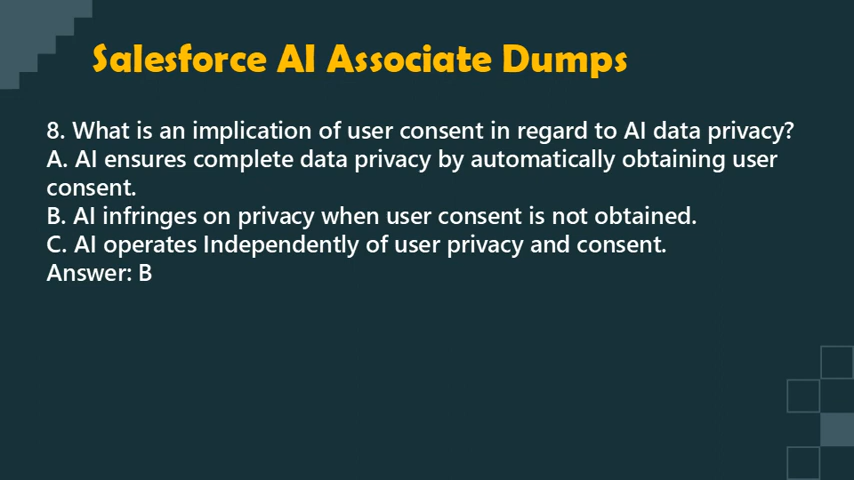 Salesforce AI Associate Dumps
8. What is an implication of user consent in regard to AI data privacy?
A. AI ensures complete data privacy by automatically obtaining user
consent.
B. AI infringes on privacy when user consent is not obtained.
C. AI operates Independently of user privacy and consent.
Answer: B